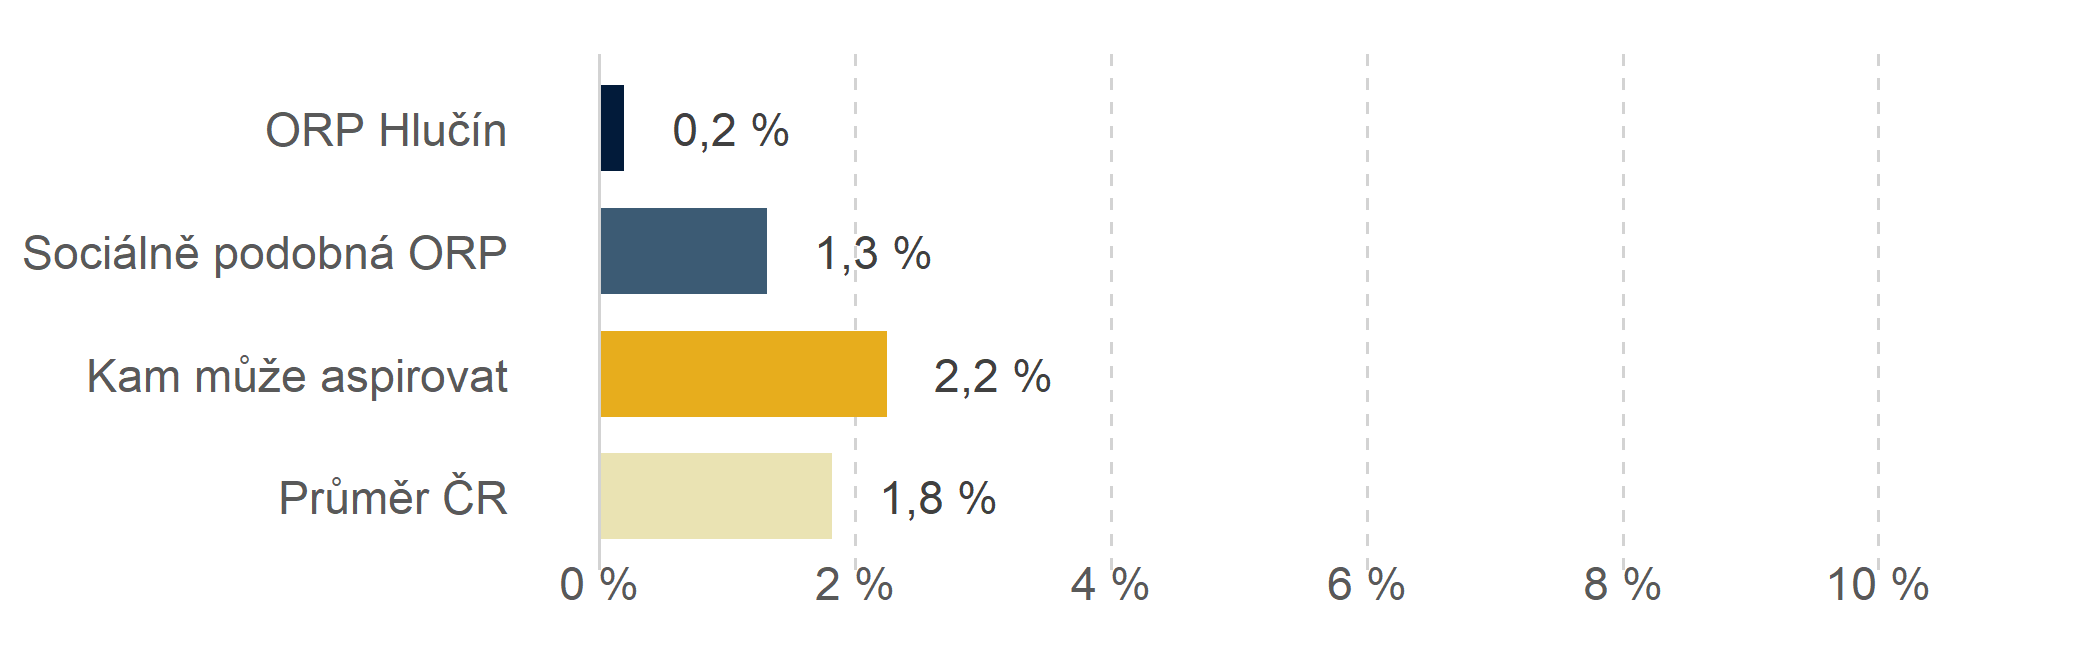 ORP Hlučín 0,2 %
Sociálně podobná ORP 1,3 %
Kam může aspirovat 2,2 %
Průměr ČR 1,8 %
0 % 2 % 4 % 6 % 8 % 10 %